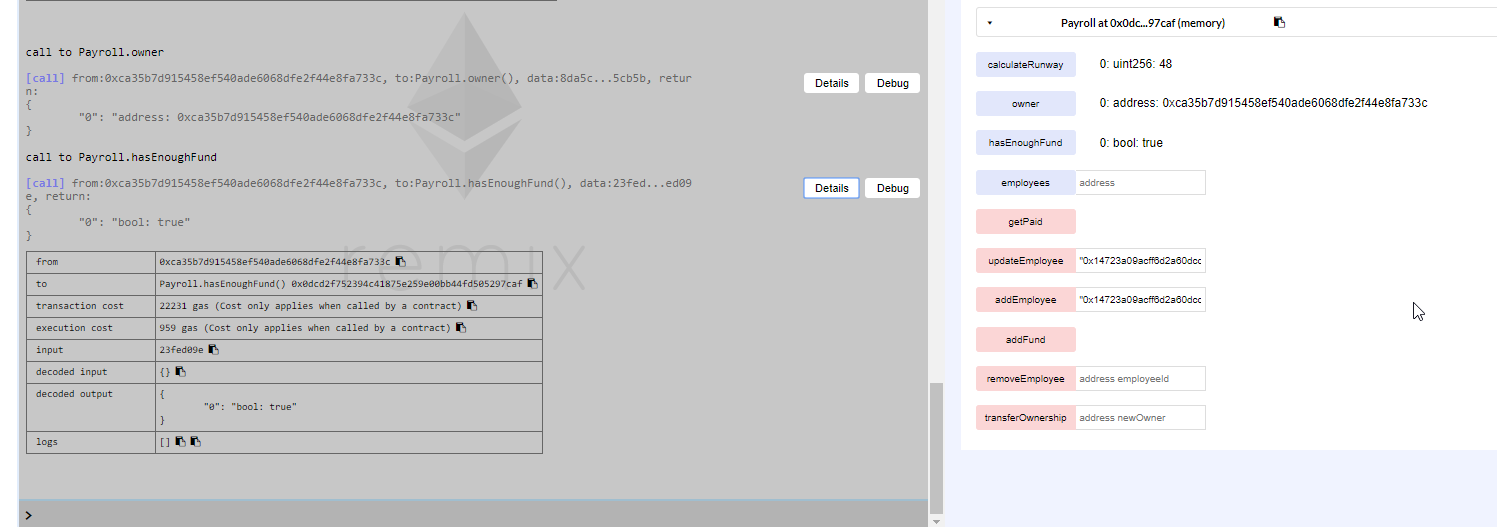 call to Payroll.owner
[call] from:0xca35b7d915458ef540ade6068dfe2f44e8fa733c, to:Payroll.owner(), data:8da5c...5cb5b, retur
n:
{
"0": "address: 0xca35b7d915458ef540ade6068dfe2f44e8fa733c"
}
Details
Debug
call to Payroll.hasEnoughFund
[call] from:0xca35b7d915458ef540ade6068dfe2f44e8fa733c, to:Payroll.hasEnoughFund(), data:23fed...ed09
e, return:
{
"0": "bool: true"
}
Details
Debug
remix
from 0xca35b7d915458ef540ade6068dfe2f44e8fa733c
to Payroll.hasEnoughFund() 0x0dcd2f752394c41875e259e00bb44fd505297caf
transaction cost 22231 gas (Cost only applies when called by a contract)
execution cost 959 gas (Cost only applies when called by a contract)
input 23fed09e
decoded input {}
decoded output {
"0": "bool: true"
}
logs []
>
Payroll at 0x0dc...97caf (memory)
calculateRunway 0: uint256: 48
owner 0: address: 0xca35b7d915458ef540ade6068dfe2f44e8fa733c
hasEnoughFund 0: bool: true
employees address
getPaid
updateEmployee "0x14723a09acff6d2a60dcc
addEmployee "0x14723a09acff6d2a60dcc
addFund
removeEmployee address employeeId
transferOwnership address newOwner